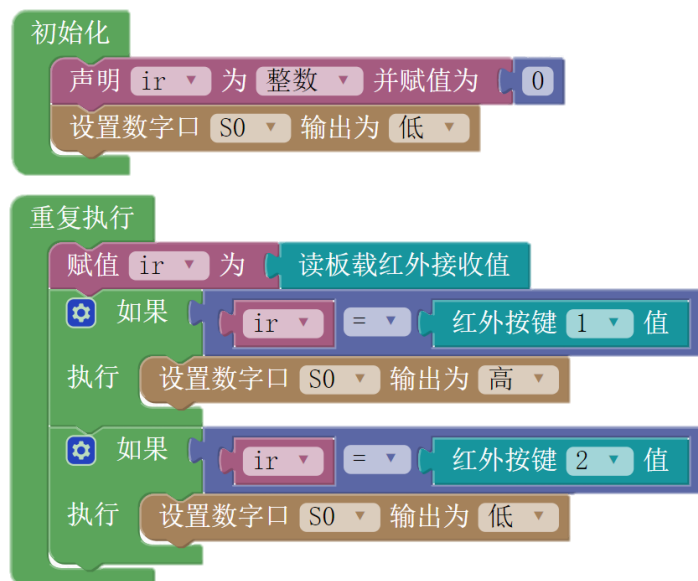 初始化
声明 ir 为 整数 并赋值为 0
设置数字口 S0 输出为 低
重复执行
赋值 ir 为 读板载红外接收值
如果 ir = 红外按键 1 值
执行 设置数字口 S0 输出为 高
如果 ir = 红外按键 2 值
执行 设置数字口 S0 输出为 低